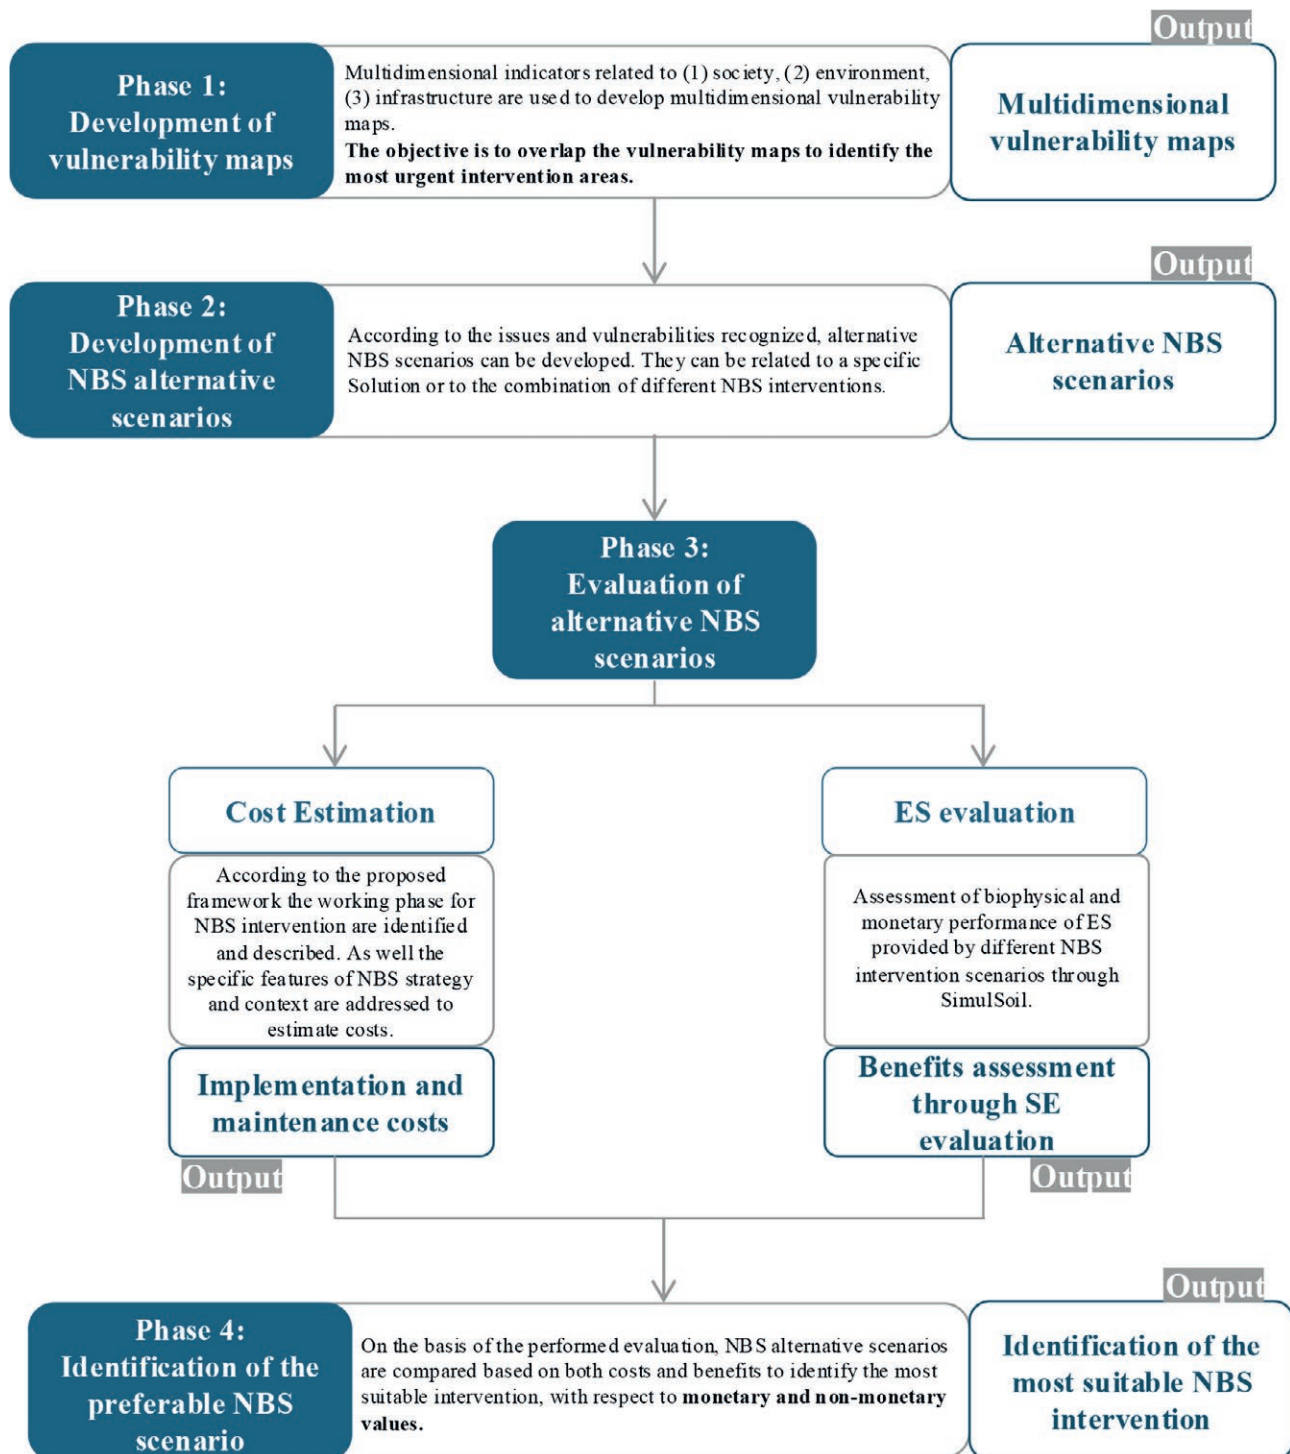 Output
Phase 1:
Development of
vulnerability maps
Multidimensional indicators related to (1) society, (2) environment,
(3) infrastructure are used to develop multidimensional vulnerability
maps.
The objective is to overlap the vulnerability maps to identify the
most urgent intervention areas.
Multidimensional
vulnerability maps
Output
Phase 2:
Development of
NBS alternative
scenarios
According to the issues and vulnerabilities recognized, alternative
NBS scenarios can be developed. They can be related to a specific
Solution or to the combination of different NBS interventions.
Alternative NBS
scenarios
Phase 3:
Evaluation of
alternative NBS
scenarios
Cost Estimation
According to the proposed
framework the working phase for
NBS intervention are identified
and described. As well the
specific features of NBS strategy
and context are addressed to
estimate costs.
Implementation and
maintenance costs
Output
ES evaluation
Assessment of biophysical and
monetary performance of ES
provided by different NBS
intervention scenarios through
SimulSoil.
Benefits assessment
through SE
evaluation
Output
Output
Phase 4:
Identification of the
preferable NBS
scenario
On the basis of the performed evaluation, NBS alternative scenarios
are compared based on both costs and benefits to identify the most
suitable intervention, with respect to monetary and non-monetary
values.
Identification of the
most suitable NBS
intervention